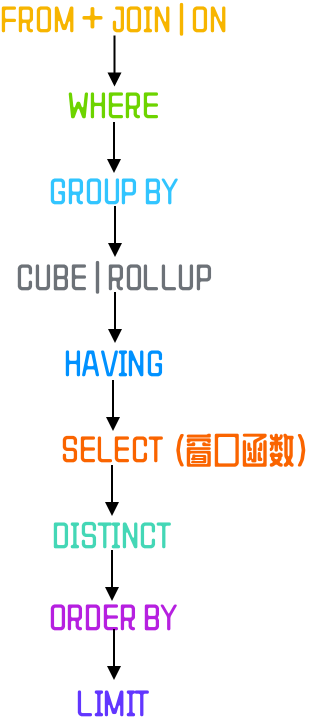 FROM + JOIN | ON
WHERE
GROUP BY
CUBE | ROLLUP
HAVING
SELECT (窗口函数)
DISTINCT
ORDER BY
LIMIT